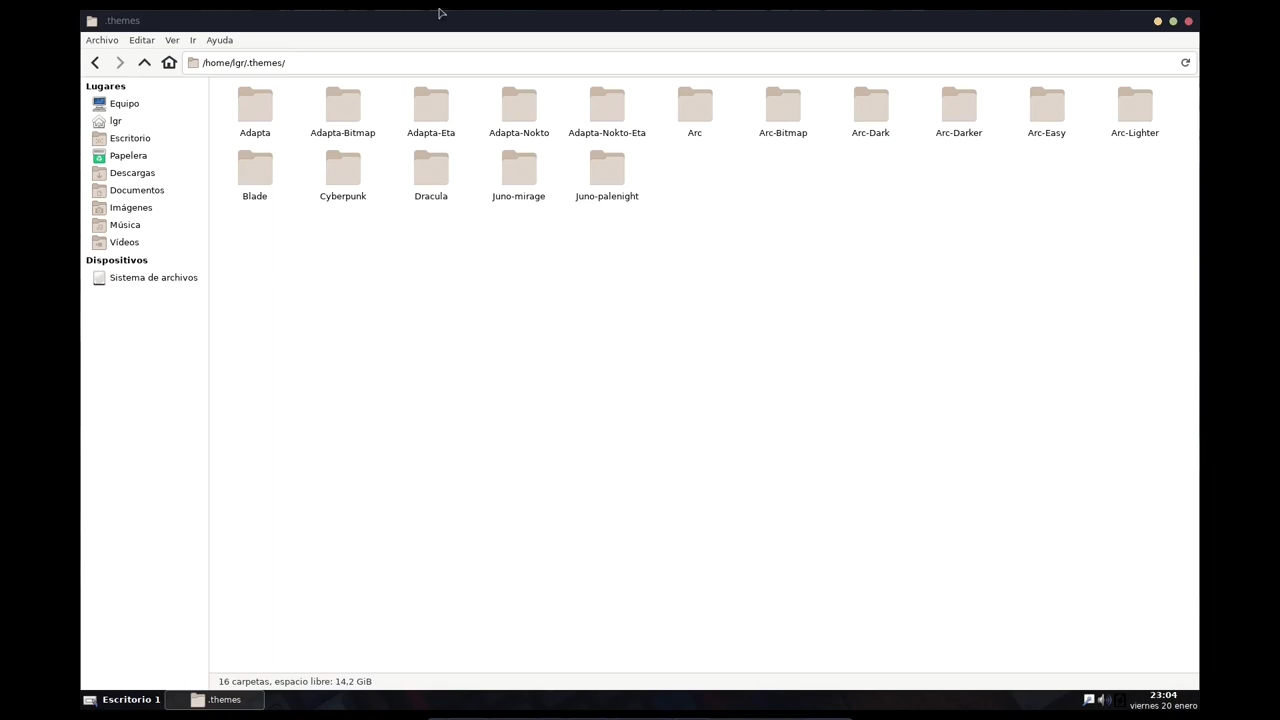 .themes
Archivo Editar Ver Ir Ayuda
/home/lgr/.themes/
Lugares
Equipo
lgr
Escritorio
Papelera
Descargas
Documentos
Imágenes
Música
Vídeos
Dispositivos
Sistema de archivos
Adapta Adapta-Bitmap Adapta-Eta Adapta-Nokto Adapta-Nokto-Eta Arc Arc-Bitmap Arc-Dark Arc-Darker Arc-Easy Arc-Lighter
Blade Cyberpunk Dracula Juno-mirage Juno-palenight
16 carpetas, espacio libre: 14,2 GiB
Escritorio 1 .themes
23:04
viernes 20 enero